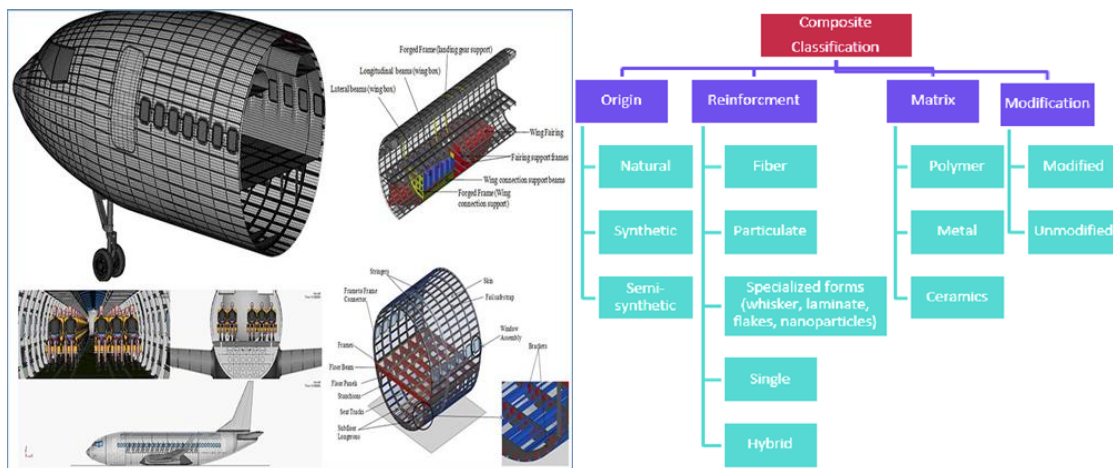 Forged Frame (landing gear support)
Longitudinal beams (wing box)
Lateral beams (wing box)
Wing Fairing
Fairing support frames
Wing connection support beams
Forged Frame (Wing
connection support)
Stringers
Skin
Frame to Frame
Connector
Fail safe strap
Window
Assembly
Frames
Brackets
Floor Beam
Floor Panels
Stanchions
Seat Tracks
Subfloor
Longerons
Composite
Classification
Origin
Reinforcment
Matrix
Modification
Natural
Fiber
Polymer
Modified
Synthetic
Particulate
Metal
Unmodified
Semi-
synthetic
Specialized forms
(whisker, laminate,
flakes, nanoparticles)
Ceramics
Single
Hybrid